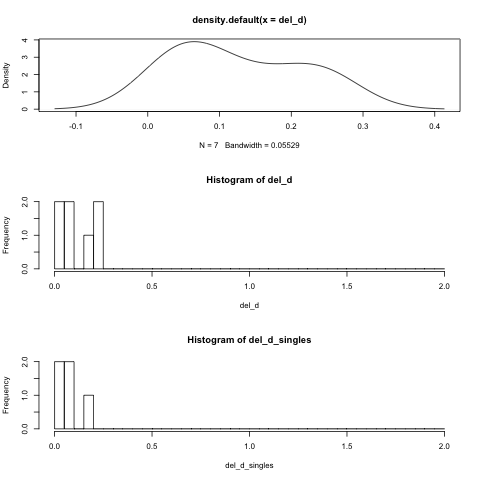 density.default(x = del_d)
Density
0 1 2 3 4
-0.1 0.0 0.1 0.2 0.3 0.4
N = 7 Bandwidth = 0.05529
Histogram of del_d
Frequency
0.0 1.0 2.0
0.0 0.5 1.0 1.5 2.0
del_d
Histogram of del_d_singles
Frequency
0.0 1.0 2.0
0.0 0.5 1.0 1.5 2.0
del_d_singles